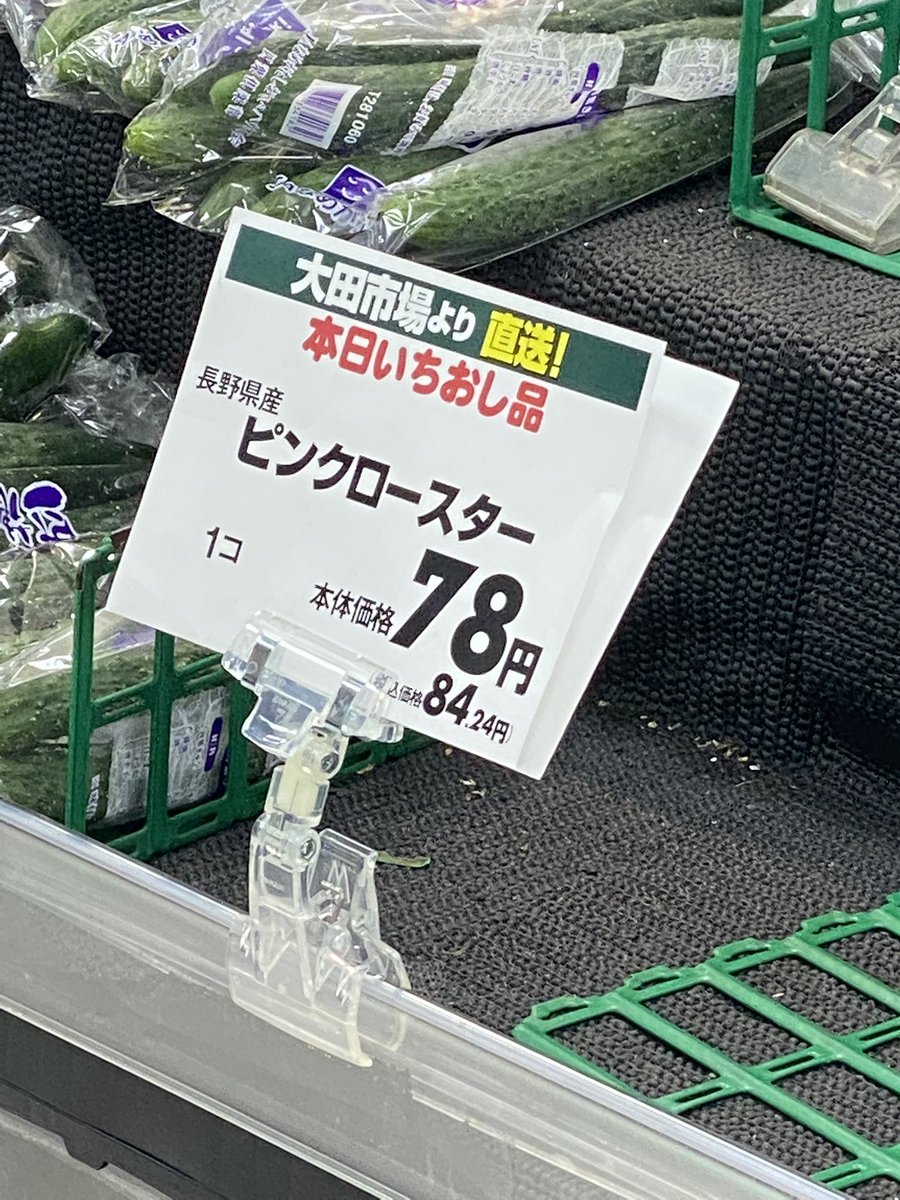 T281060
大田市場より 直送!
本日いちおし品
長野県産
ピンクロースター
1コ
本体価格 78円
込価格 84.24円)